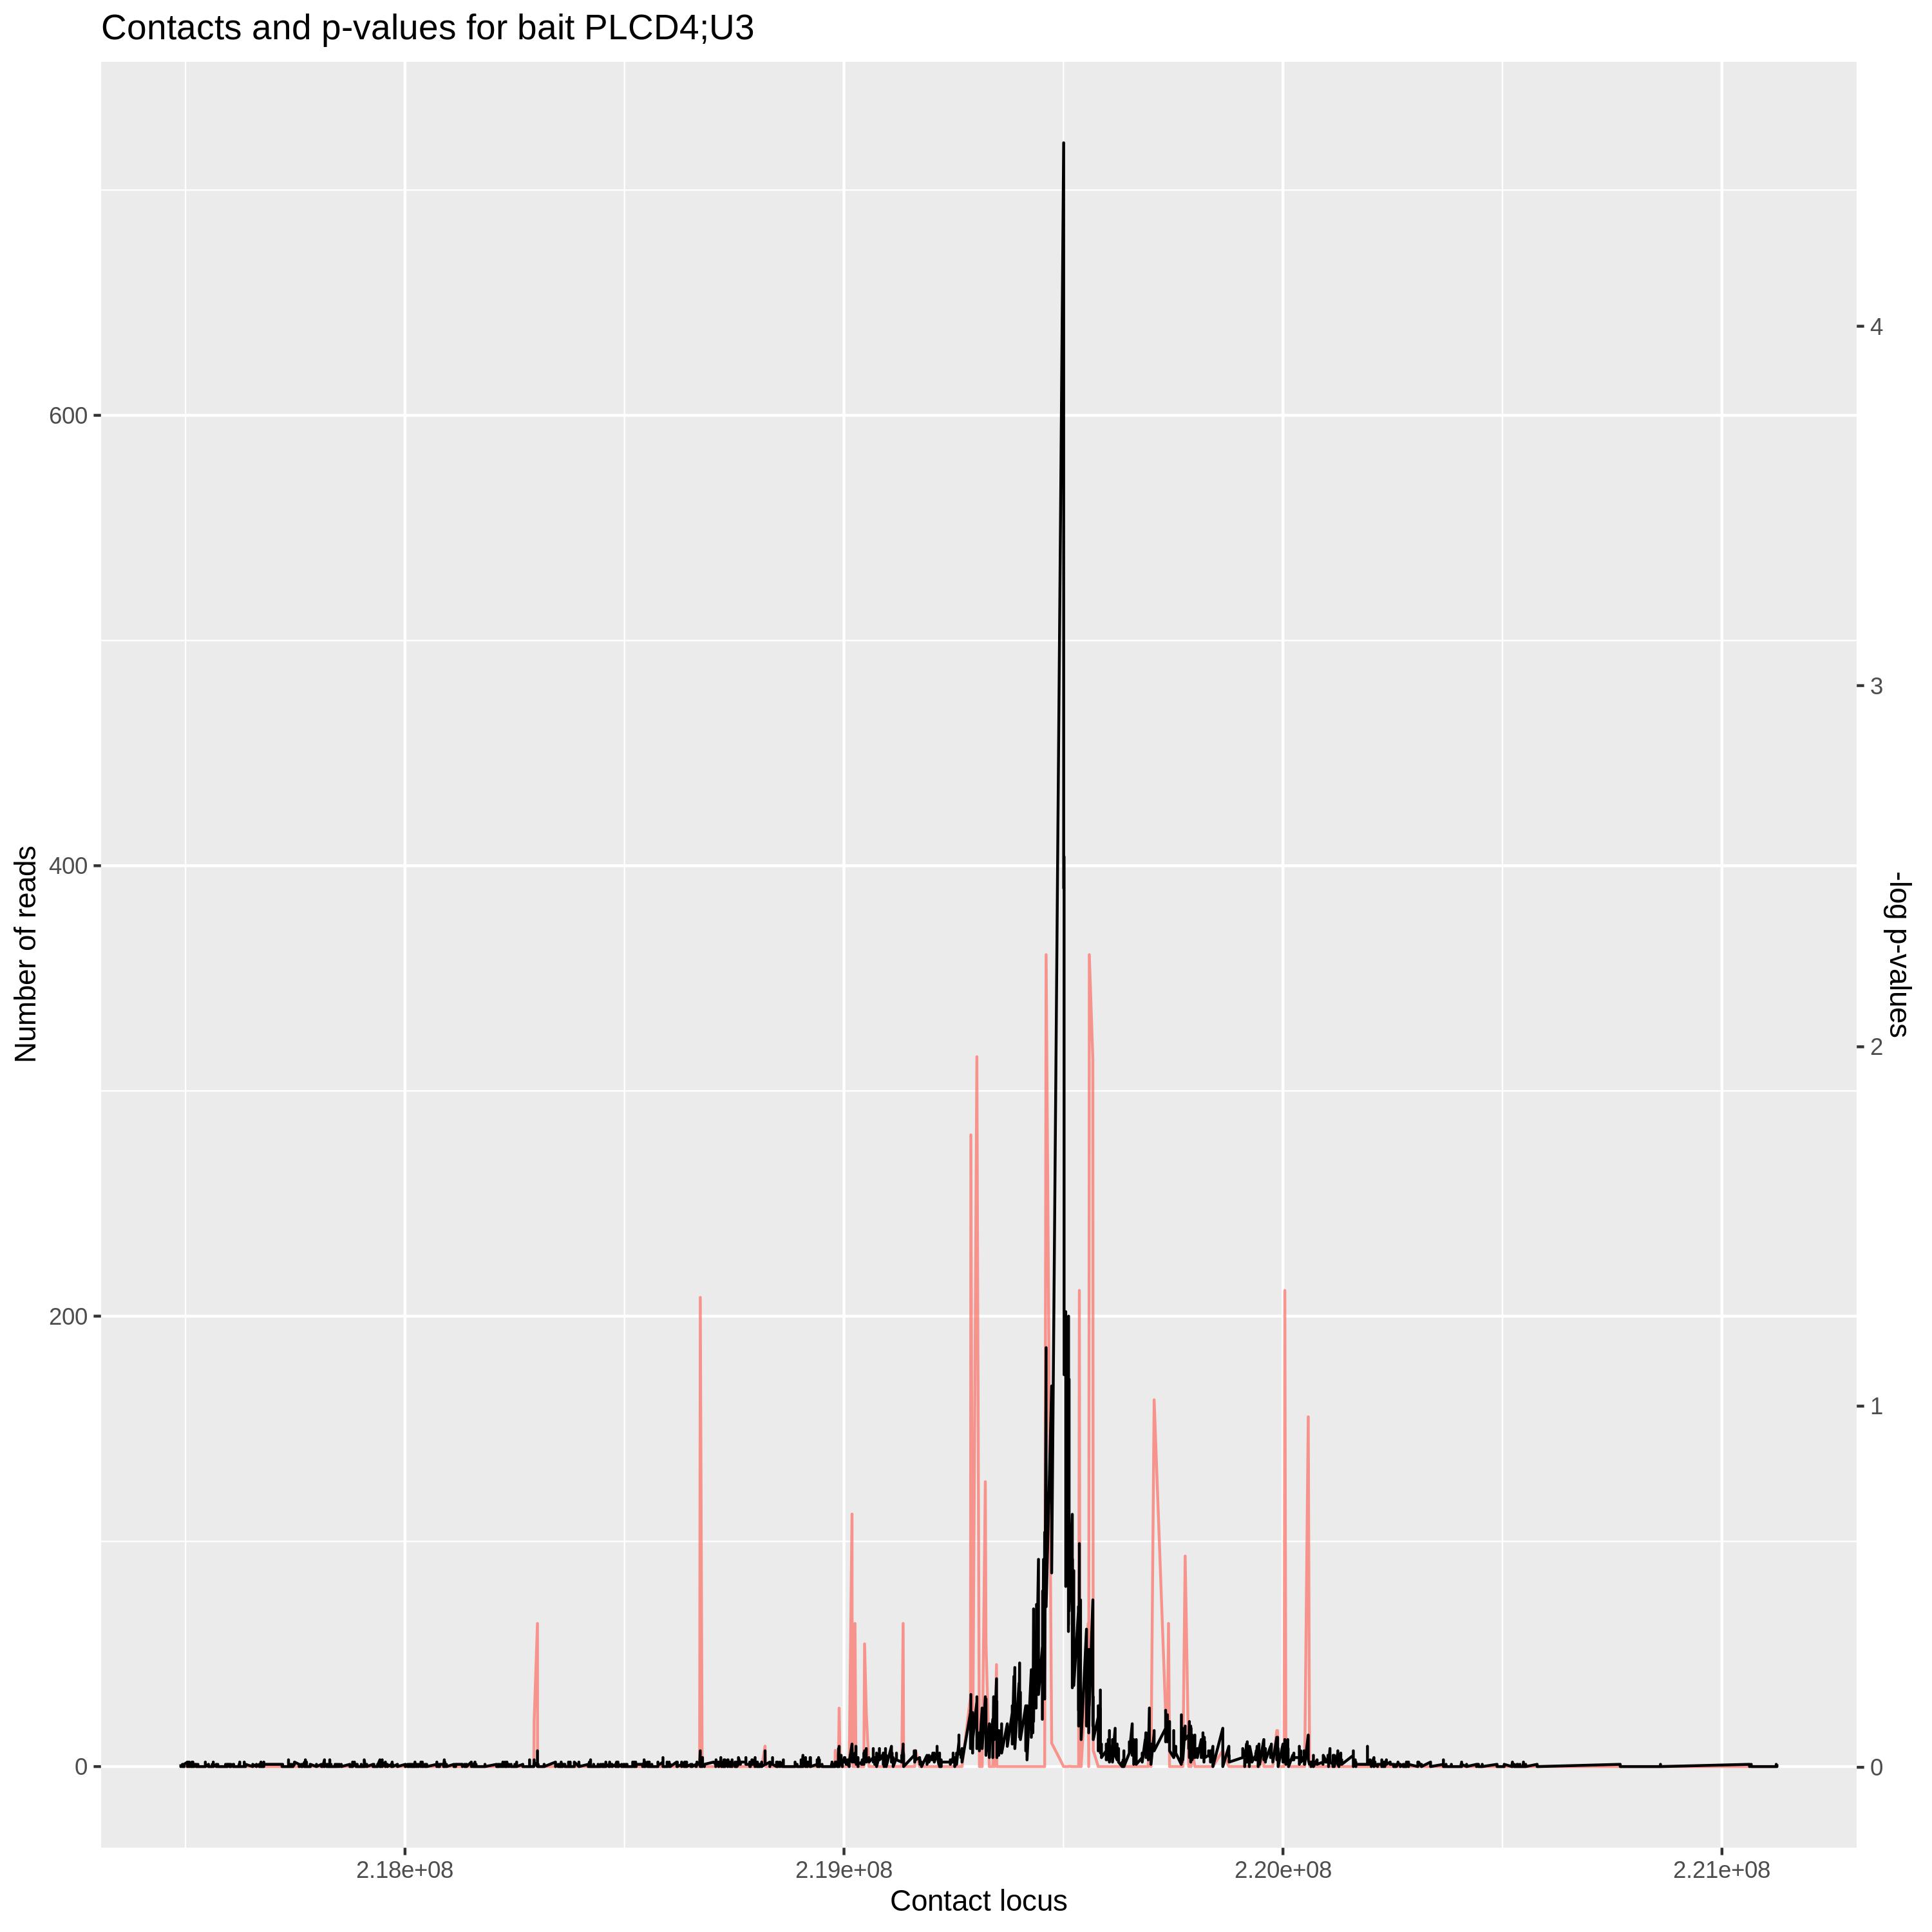 Contacts and p-values for bait PLCD4;U3
Number of reads
600
400
200
0
4
3
2
1
0
-log p-values
2.18e+08
2.19e+08
2.20e+08
2.21e+08
Contact locus